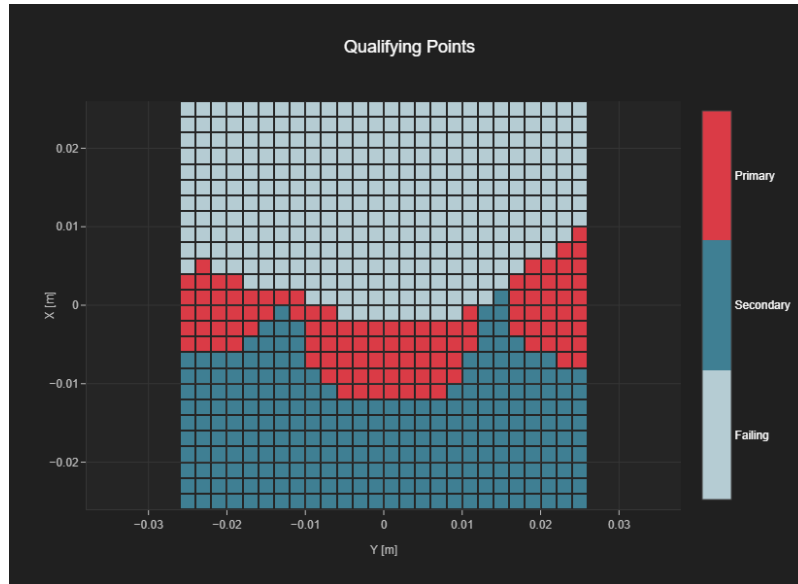 Qualifying Points
0.02
0.01
0
−0.01
−0.02
X [m]
−0.03
−0.02
−0.01
0
0.01
0.02
0.03
Y [m]
Primary
Secondary
Failing